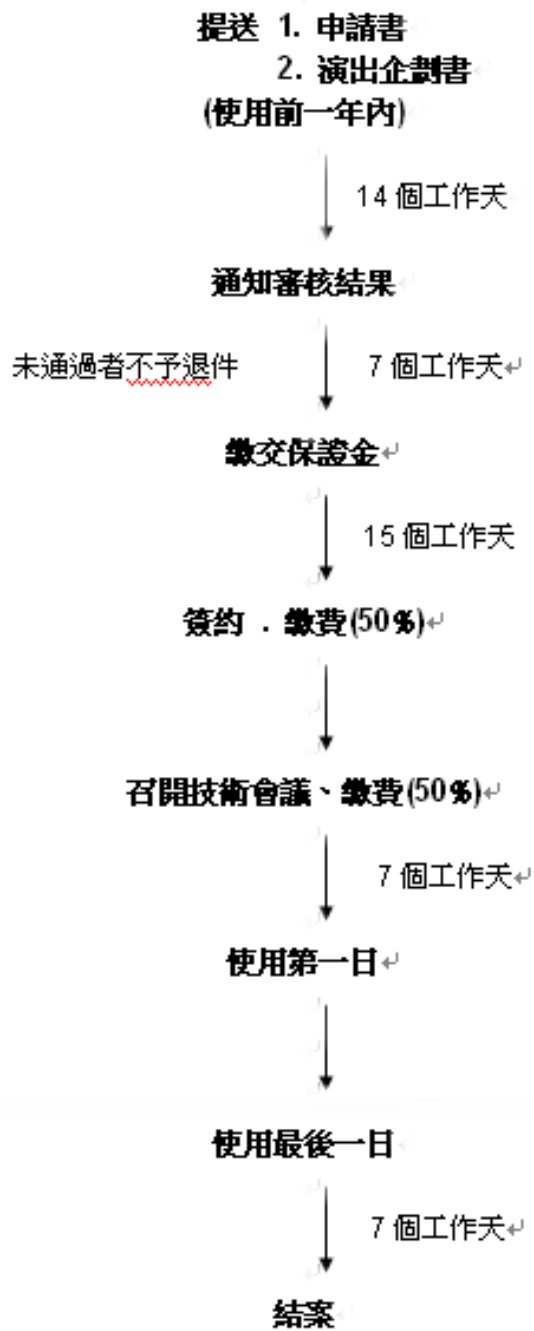 提送 1. 申請書
2. 演出企劃書
(使用前一年內)
14 個工作天
通知審核結果
未通過者不予退件
7 個工作天
繳交保證金
15 個工作天
簽約 . 繳費(50%)
召開技術會議、繳費(50%)
7 個工作天
使用第一日
使用最後一日
7 個工作天
結案